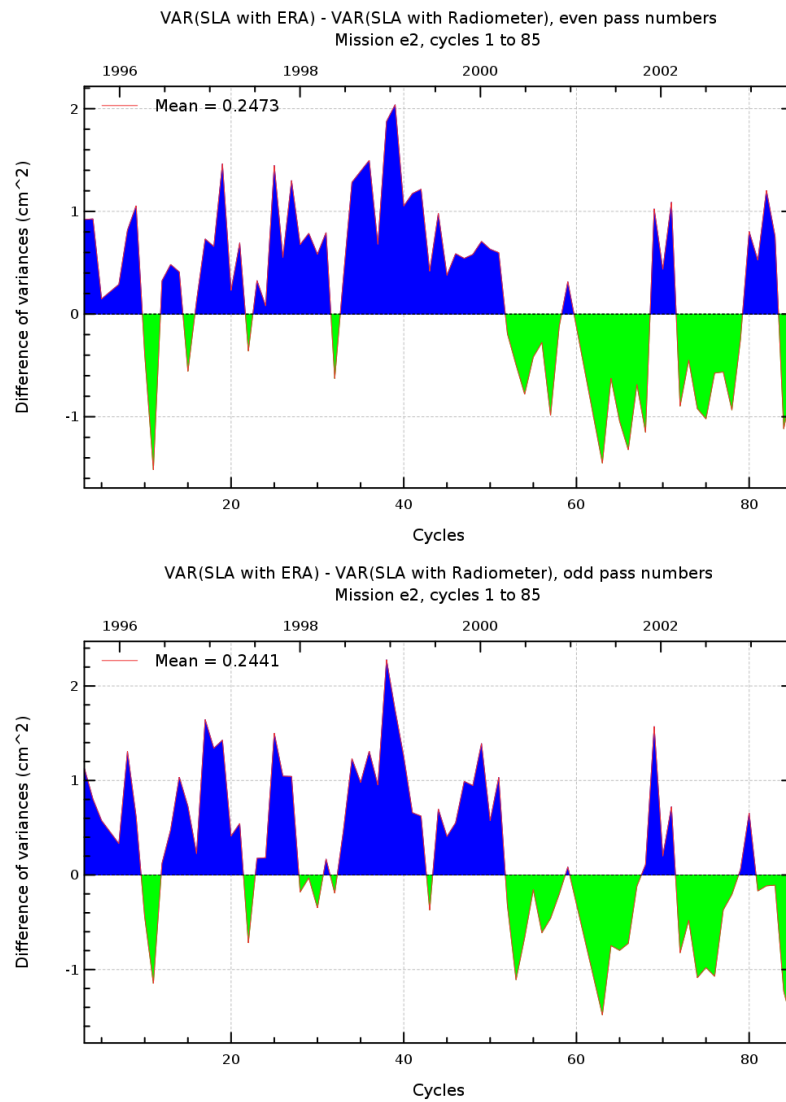 VAR(SLA with ERA) - VAR(SLA with Radiometer), even pass numbers
Mission e2, cycles 1 to 85
1996 1998 2000 2002
Mean = 0.2473
2
1
0
-1
Difference of variances (cm^2)
20 40 60 80
Cycles
VAR(SLA with ERA) - VAR(SLA with Radiometer), odd pass numbers
Mission e2, cycles 1 to 85
1996 1998 2000 2002
Mean = 0.2441
2
1
0
-1
Difference of variances (cm^2)
20 40 60 80
Cycles